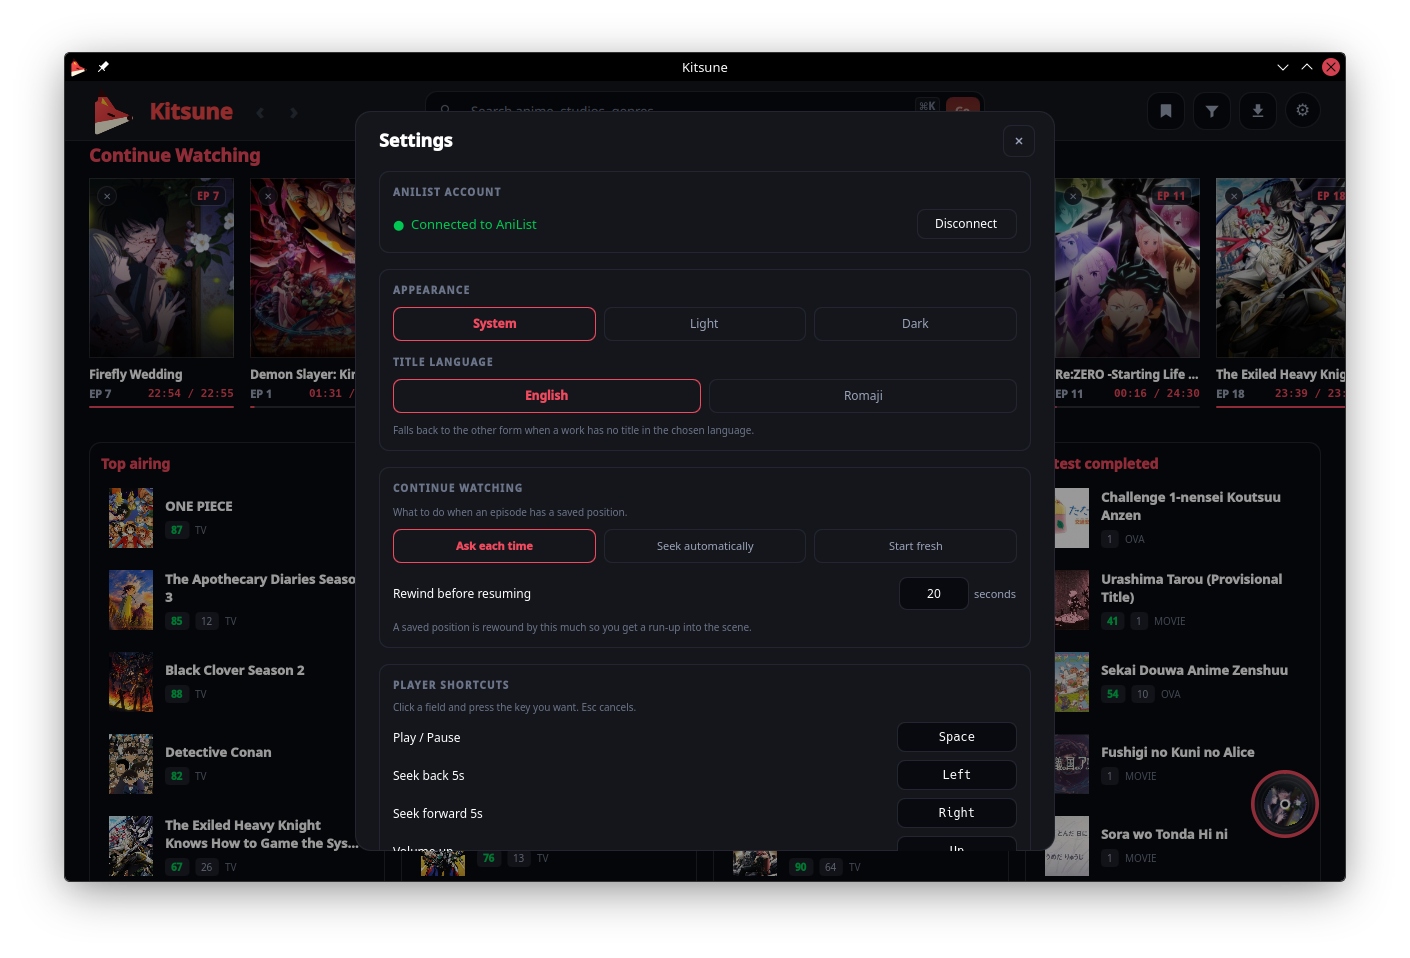 Kitsune
Kitsune
Search anime, studios, genres
⌘K
Go
Continue Watching
Settings
×
ANILIST ACCOUNT
Connected to AniList
Disconnect
APPEARANCE
System
Light
Dark
TITLE LANGUAGE
English
Romaji
Falls back to the other form when a work has no title in the chosen language.
CONTINUE WATCHING
What to do when an episode has a saved position.
Ask each time
Seek automatically
Start fresh
Rewind before resuming
20
seconds
A saved position is rewound by this much so you get a run-up into the scene.
PLAYER SHORTCUTS
Click a field and press the key you want. Esc cancels.
Play / Pause
Space
Seek back 5s
Left
Seek forward 5s
Right
Volume up
Up
EP 7
Firefly Wedding
EP 7
22:54 / 22:55
Demon Slayer: Kin
EP 1
01:31 /
EP 11
Re:ZERO -Starting Life ...
EP 11
00:16 / 24:30
EP 18
The Exiled Heavy Knig
EP 18
23:39 / 23:
Top airing
ONE PIECE
87 TV
The Apothecary Diaries Seaso
3
85 12 TV
Black Clover Season 2
88 TV
Detective Conan
82 TV
The Exiled Heavy Knight
Knows How to Game the Sys...
67 26 TV
76 13 TV
90 64 TV
test completed
Challenge 1-nensei Koutsuu
Anzen
1 OVA
Urashima Tarou (Provisional
Title)
41 1 MOVIE
Sekai Douwa Anime Zenshuu
54 10 OVA
Fushigi no Kuni no Alice
1 MOVIE
Sora wo Tonda Hi ni
1 MOVIE